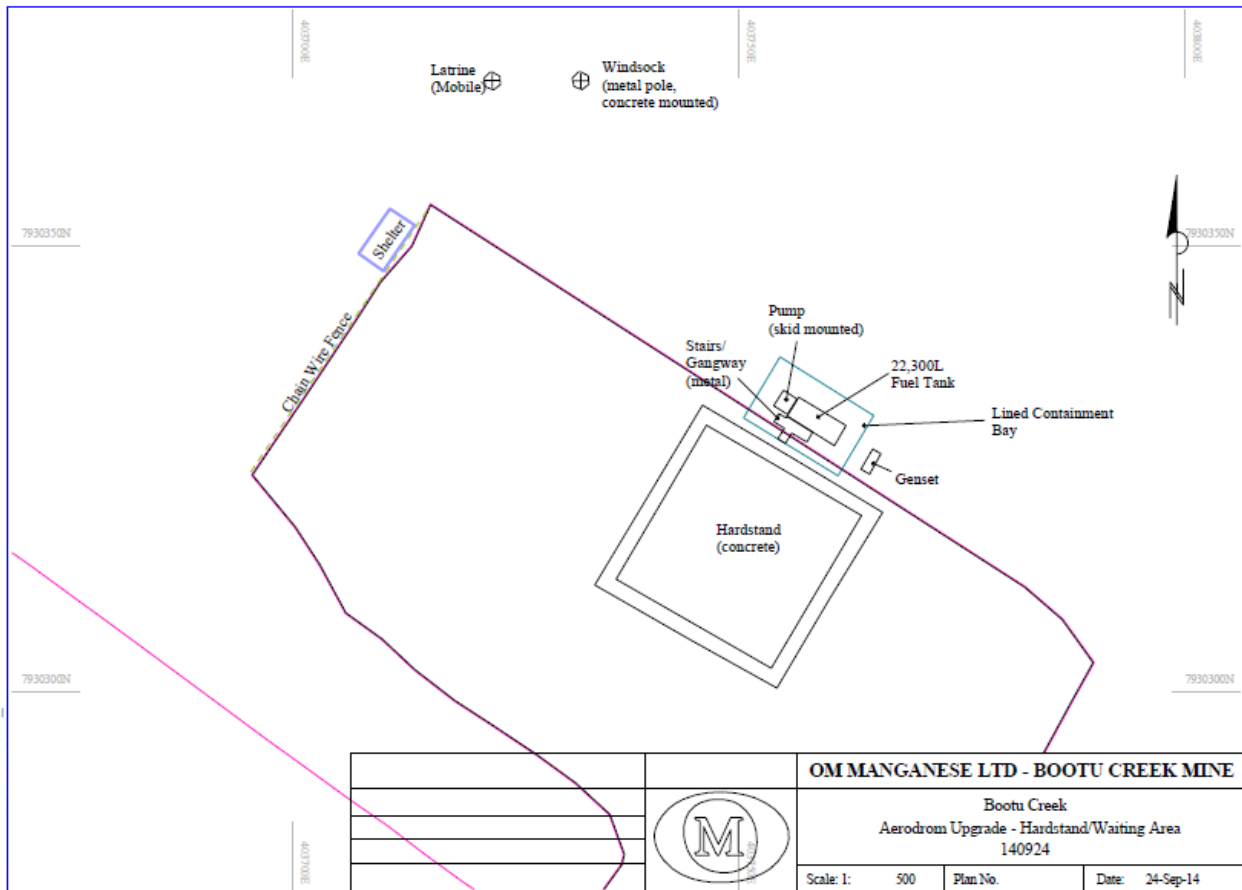 403700E
403750E
403800E
Latrine
(Mobile)
Windsock
(metal pole,
concrete mounted)
Shelter
7930350N
7930350N
N
Chain Wire Fence
Pump
(skid mounted)
Stairs/
Gangway
(metal)
22,300L
Fuel Tank
Lined Containment
Bay
Genset
Hardstand
(concrete)
7930300N
7930300N
OM MANGANESE LTD - BOOTU CREEK MINE
Bootu Creek
Aerodrom Upgrade - Hardstand/Waiting Area
140924
OM
403700E
403750E
Scale: 1: 500
Plan No.
Date: 24-Sep-14